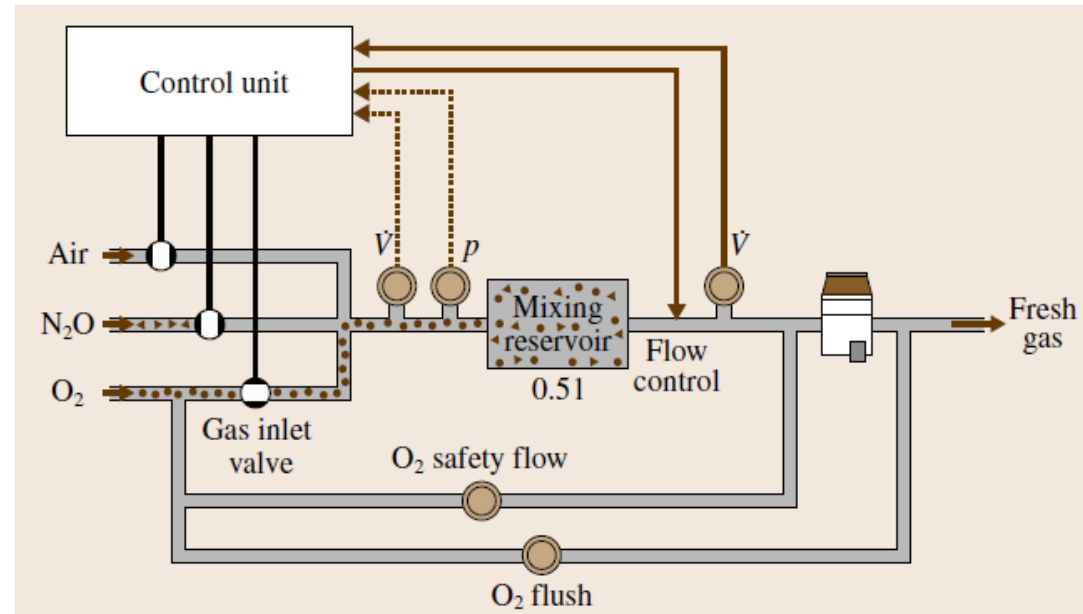 Control unit
Air
V̇
p
V̇
N₂O
Mixing
reservoir
Fresh
gas
O₂
0.51
Flow
control
Gas inlet
valve
O₂ safety flow
O₂ flush